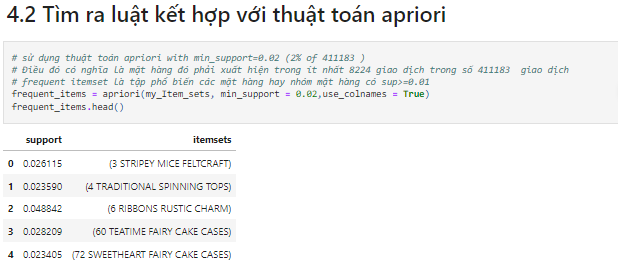 4.2 Tìm ra luật kết hợp với thuật toán apriori
# sử dụng thuật toán apriori with min_support=0.02 (2% of 411183 )
# Điều đó có nghĩa là mặt hàng đó phải xuất hiện trong ít nhất 8224 giao dịch trong số 411183  giao dịch
# frequent itemset là tập phổ biến các mặt hàng hay nhóm mặt hàng có sup>=0.01
frequent_items = apriori(my_Item_sets, min_support = 0.02,use_colnames = True)
frequent_items.head()
support itemsets
0 0.026115 (3 STRIPEY MICE FELTCRAFT)
1 0.023590 (4 TRADITIONAL SPINNING TOPS)
2 0.048842 (6 RIBBONS RUSTIC CHARM)
3 0.028209 (60 TEATIME FAIRY CAKE CASES)
4 0.023405 (72 SWEETHEART FAIRY CAKE CASES)